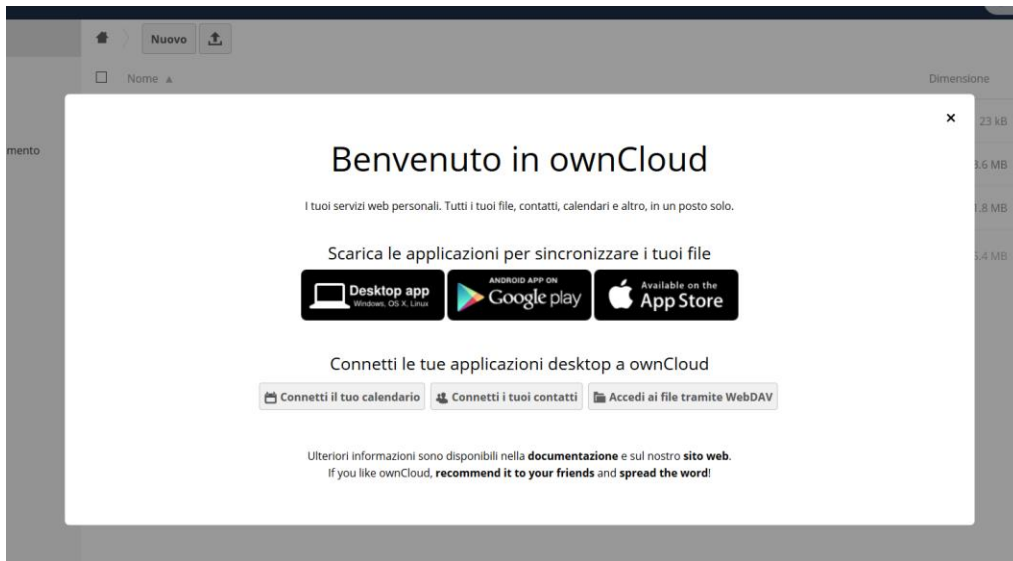 Nuovo
Nome ▲ Dimensione
23 kB
mento
Benvenuto in ownCloud
.6 MB
I tuoi servizi web personali. Tutti i tuoi file, contatti, calendari e altro, in un posto solo.
.8 MB
Scarica le applicazioni per sincronizzare i tuoi file
.4 MB
Desktop app
Windows, OS X, Linux
ANDROID APP ON
Google play
Available on the
App Store
Connetti le tue applicazioni desktop a ownCloud
Connetti il tuo calendario Connetti i tuoi contatti Accedi ai file tramite WebDAV
Ulteriori informazioni sono disponibili nella documentazione e sul nostro sito web.
If you like ownCloud, recommend it to your friends and spread the word!